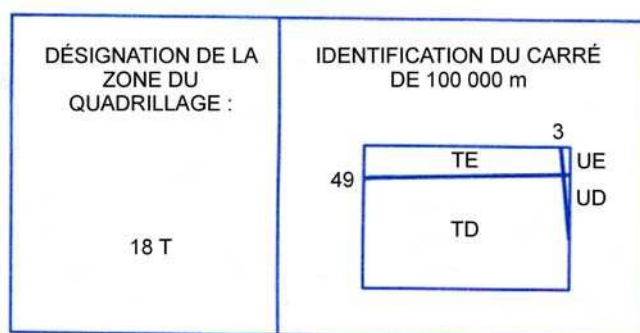 DÉSIGNATION DE LA
ZONE DU
QUADRILLAGE :
18 T
IDENTIFICATION DU CARRÉ
DE 100 000 m
3
TE
UE
49
UD
TD